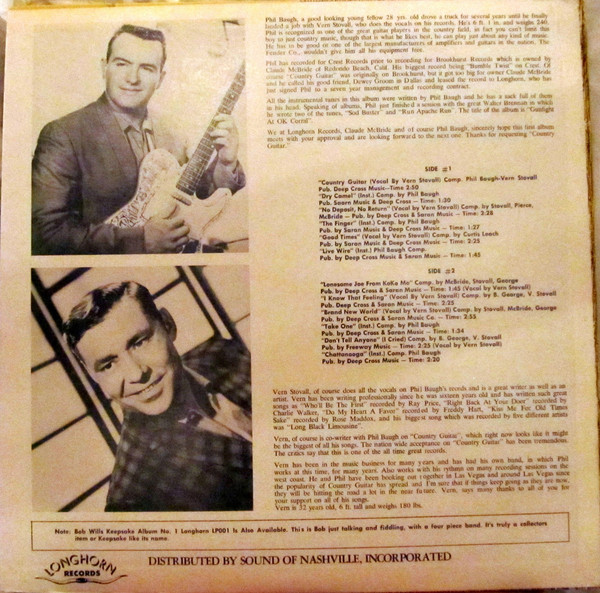 Phil Baugh, a good looking young fellow 28 yrs. old drove a truck for several years until he finally
landed a job with Vern Stovall, who does the vocals on his records. He's 6 ft. 1 in. and weighs 240.
Phil is recognized as one of the great guitar players in the country field, in fact you can't limit this
boy to just country music, though that is what he likes best, he can play just about any kind of music.
He has to be good or one of the largest manufacturers of amplifiers and guitars in the nation, The
Fender Co., wouldn't give him all his equipment free.
Phil has recorded for Crest Records prior to recording for Brookhurst Records which is owned by
Claude McBride of Redondo Beach, Calif. His biggest record being "Bumble Twist" on Crest. Of
course "Country Guitar" was originally on Brookhurst, but it got too big for owner Claude McBride
and he called his good friend, Dewey Groom in Dallas and leased the record to Longhorn, who has
just signed Phil to a seven year management and recording contract.
All the instrumental tunes in this album were written by Phil Baugh and he has a sack full of them
in his head. Speaking of albums, Phil just finished a session with the great Walter Brennan in which
he wrote two of the tunes, "Sod Buster" and "Run Apache Run". The title of the album is "Gunfight
At OK Corral".
We at Longhorn Records, Claude McBride and of course Phil Baugh, sincerely hope this first album
meets with your approval and are looking forward to the next one. Thanks for requesting "Country
Guitar."
SIDE #1
"Country Guitar (Vocal By Vern Stovall) Comp. Phil Baugh-Vern Stovall
Pub. Deep Cross Music—Time 2:50
"Dry Camel" (Inst.) Comp. by Phil Baugh
Pub. Saarn Music & Deep Cross — Time: 1:30
"No Deposit, No Return" (Vocal By Vern Stovall) Comp. by Stovall, Pierce,
McBride — Pub. by Deep Cross & Saran Music — Time: 2:28
"The Finger" (Inst.) Comp. by Phil Baugh
Pub. by Saran Music & Deep Cross — Time: 1:27
"Good Times" (Vocal by Vern Stovall) Comp. by Curtis Leach
Pub. by Saran Music & Deep Cross — Time: 2:25
"Live Wire" (Inst.) Phil Baugh Comp.
Pub. by Deep Cross Music & Saran Music — Time: 1:45
SIDE #2
"Lonesome Joe From KoKo Mo" Comp. by McBride, Stovall, George
Pub. by Deep Cross & Saran Music — Time: 1:45 (Vocal by Vern Stovall)
"I Know That Feeling" (Vocal By Vern Stovall) Comp. by B. George, V. Stovall
Pub. Deep Cross & Saran Music — Time: 2:25
"Brand New World" (Vocal by Vern Stovall) Comp. by Stovall, McBride, George
Pub. by Deep Cross & Saran Music Co. — Time: 2:55
"Take One" (Inst.) Comp. by Phil Baugh
Pub. by Deep Cross & Saran Music — Time: 1:34
"Don't Tell Anyone" (I Cried) Comp. by B. George, V. Stovall
Pub. by Freeway Music — Time: 2:25 (Vocal by Vern Stovall)
"Chattanooga" (Inst.) Comp. by Phil Baugh
Pub. by Deep Cross & Saran Music — Time: 2:20
Vern Stovall, of course does all the vocals on Phil Baugh's records and is a great writer as well as an
artist. Vern has been writing professionally since he was sixteen years old and has written such great
songs as "Who'll Be The First" recorded by Ray Price, "Right Back At Your Door" recorded by
Charlie Walker, "Do My Heart A Favor" recorded by Freddy Hart, "Kiss Me For Old Times
Sake" recorded by Rose Maddox, and his biggest song which was recorded by five different artists
was "Long Black Limousine".
Vern, of course is co-writer with Phil Baugh on "Country Guitar", which right now looks like it might
be the biggest of all his songs. The nation wide acceptance on "Country Guitar" has been tremendous.
The critics say that this is one of the all time great records.
Vern has been in the music business for many years and has had his own band, in which Phil
works at this time, for many years. Also works with his rythms on many recording sessions on the
west coast. He and Phil have been booking out together in Las Vegas and around Las Vegas since
the popularity of Country Guitar has spread and I'm sure that if things keep going as they are now,
they will be hitting the road a lot in the near future. Vern, says many thanks to all of you for
your support on all of his songs.
Vern is 32 years old, 6 ft. tall and weighs 180 lbs.
Note: Bob Wills Keepsake Album No. 1 Longhorn LP001 Is Also Available. This is Bob just talking and fiddling, with a four piece band. It's truly a collectors
item or Keepsake like its name.
LONGHORN
RECORDS
DISTRIBUTED BY SOUND OF NASHVILLE, INCORPORATED